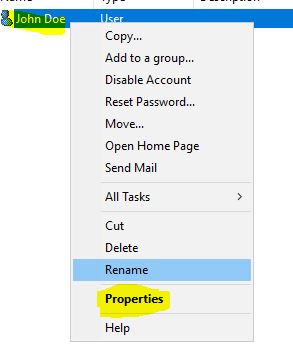 John Doe User
Copy...
Add to a group...
Disable Account
Reset Password...
Move...
Open Home Page
Send Mail
All Tasks
Cut
Delete
Rename
Properties
Help